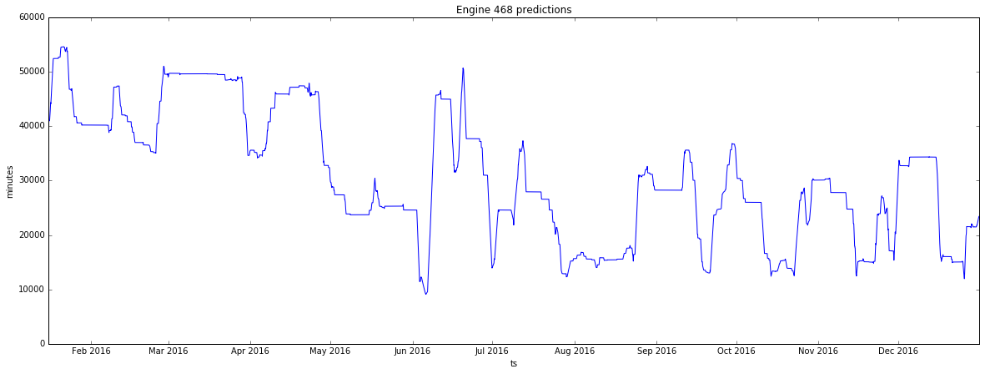 Engine 468 predictions
60000
50000
40000
30000
20000
10000
0
minutes
Feb 2016 Mar 2016 Apr 2016 May 2016 Jun 2016 Jul 2016 Aug 2016 Sep 2016 Oct 2016 Nov 2016 Dec 2016
ts